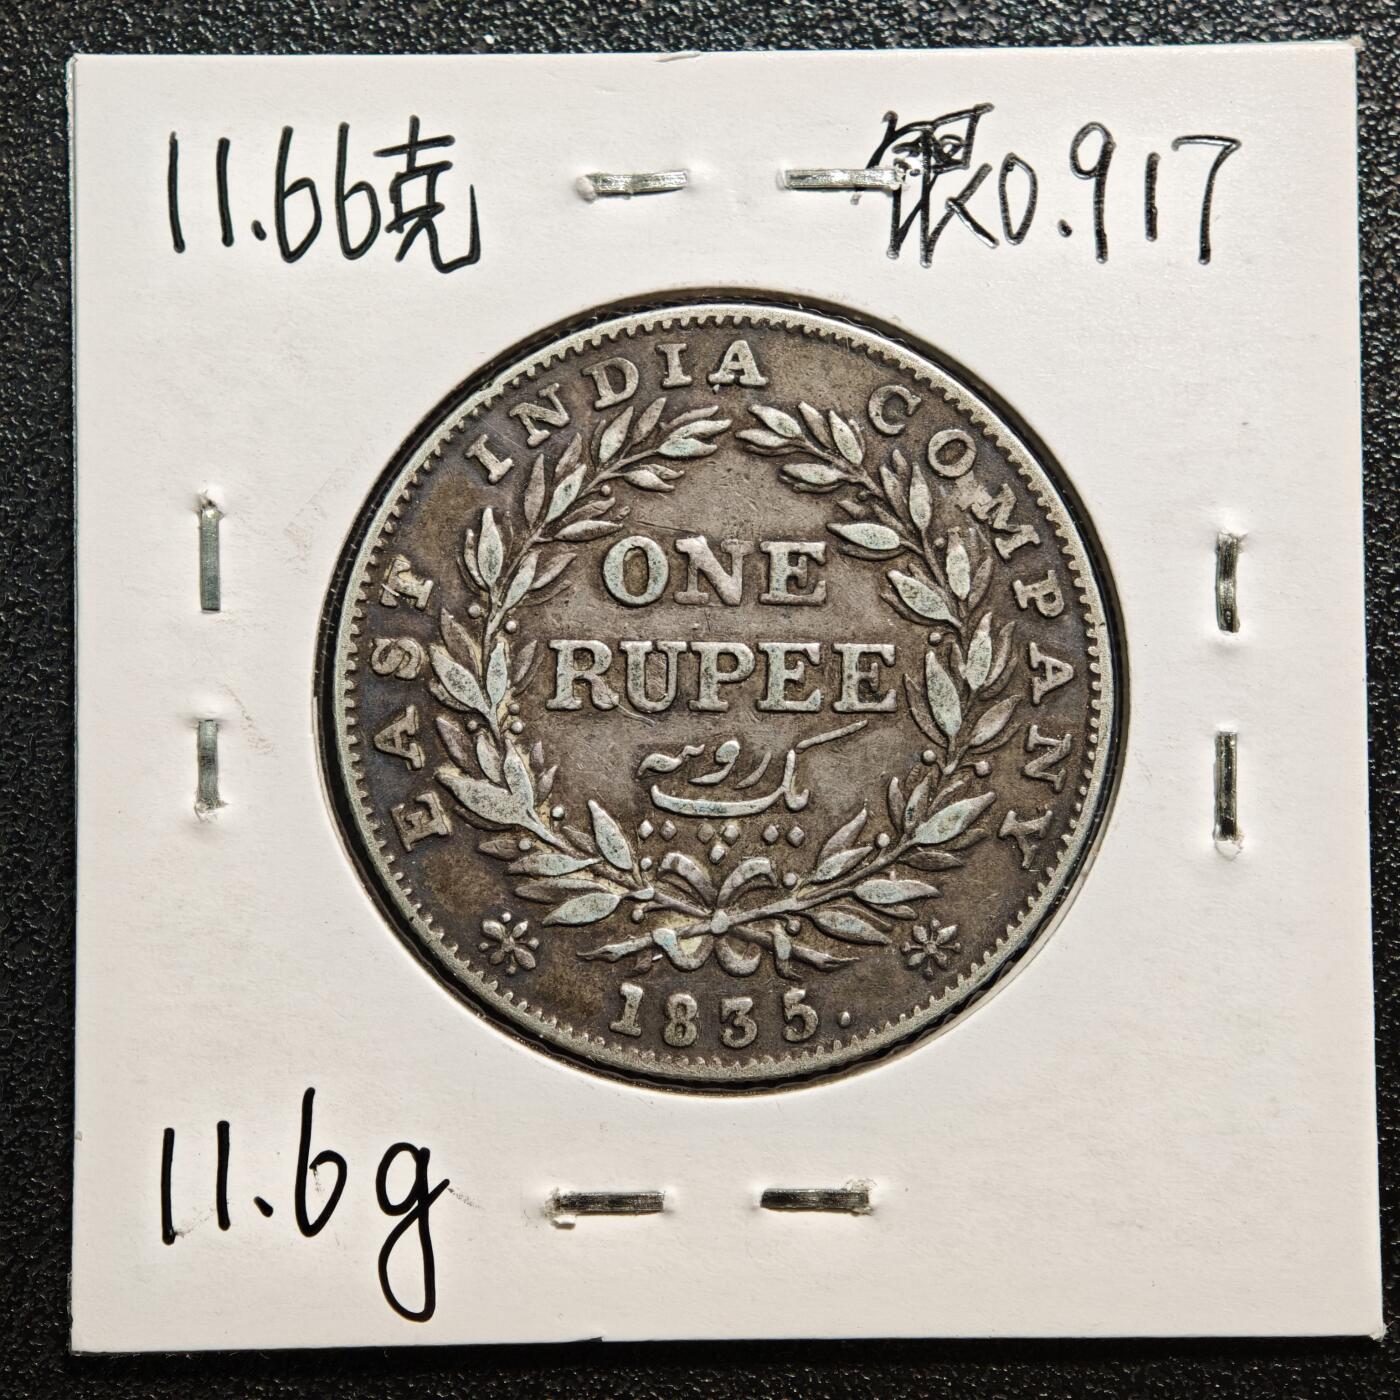 11.66克
银0.917
EAST INDIA COMPANY
ONE
RUPEE
یک روپیہ
1835.
11.6g